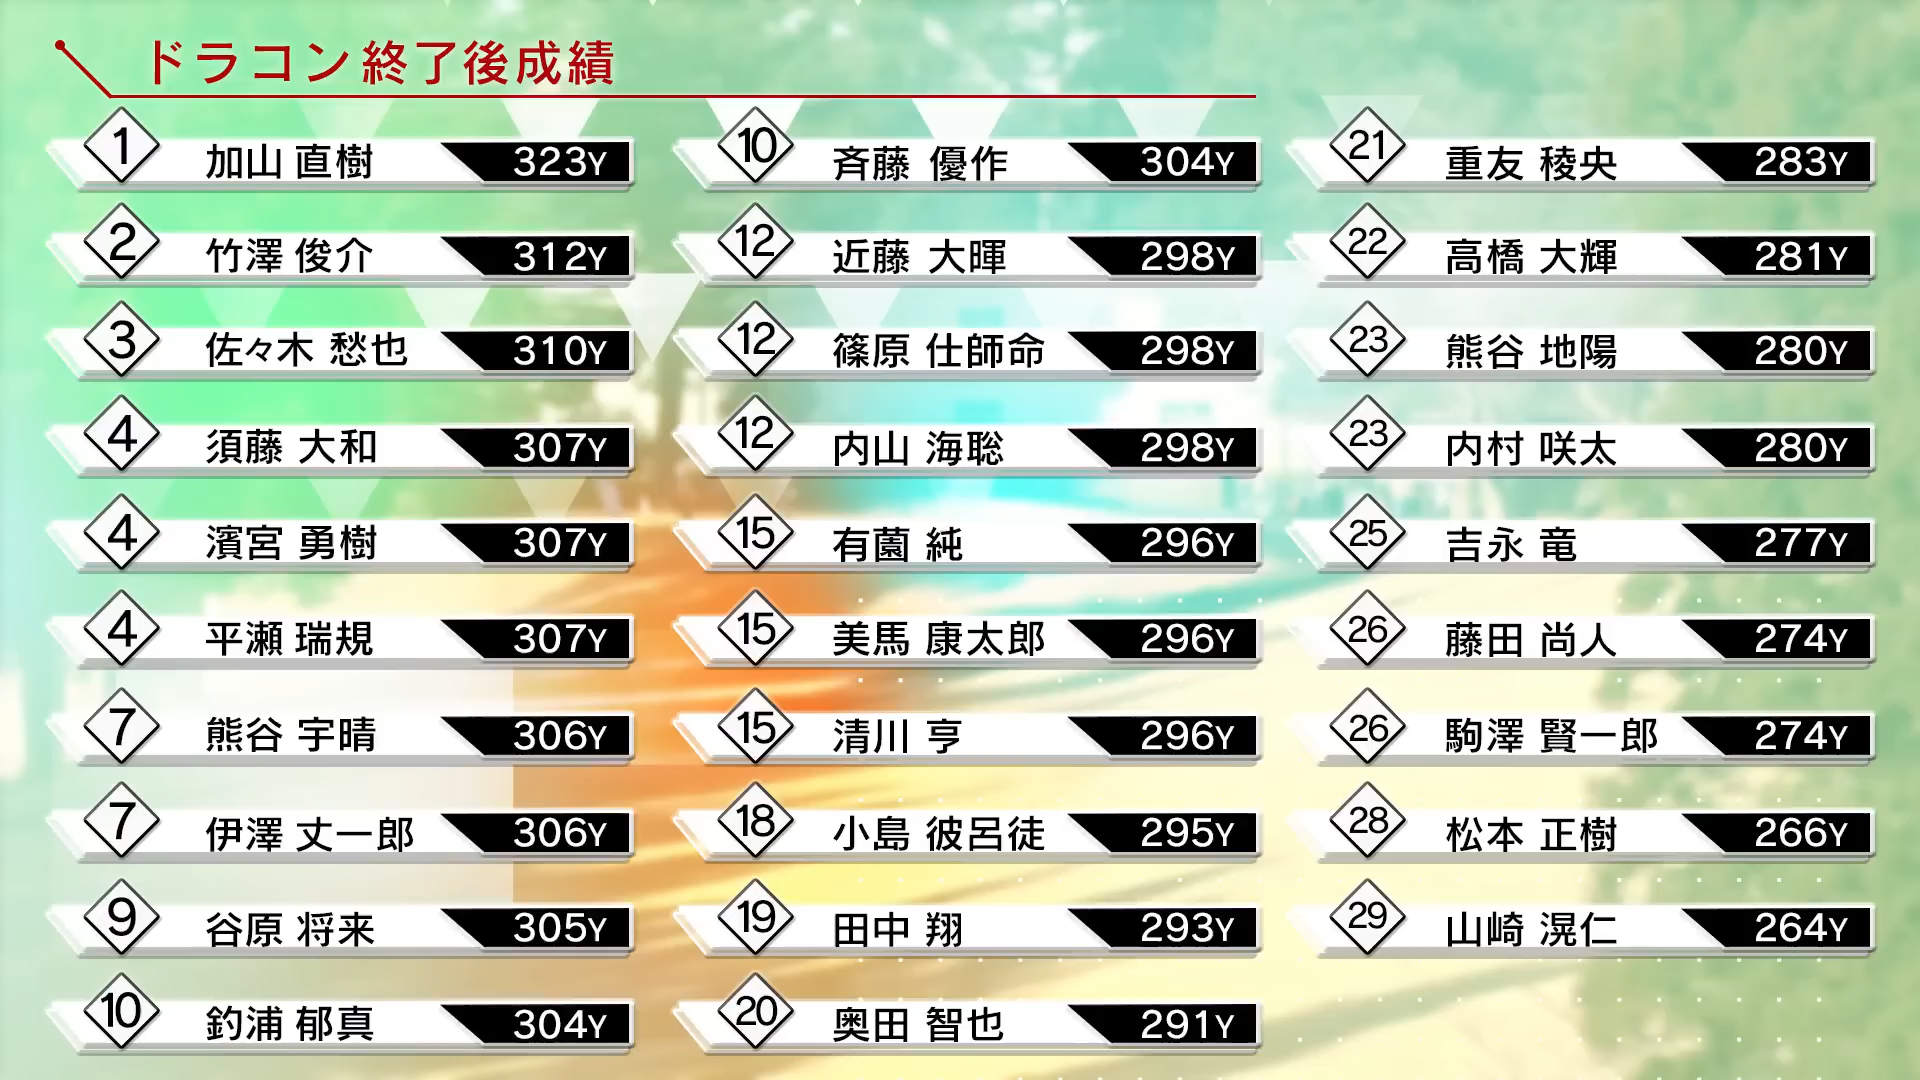 ドラコン終了後成績
1 加山 直樹 323Y
2 竹澤 俊介 312Y
3 佐々木 愁也 310Y
4 須藤 大和 307Y
4 濱宮 勇樹 307Y
4 平瀬 瑞規 307Y
7 熊谷 宇晴 306Y
7 伊澤 丈一郎 306Y
9 谷原 将来 305Y
10 釣浦 郁真 304Y
10 斉藤 優作 304Y
12 近藤 大暉 298Y
12 篠原 仕師命 298Y
12 内山 海聡 298Y
15 有薗 純 296Y
15 美馬 康太郎 296Y
15 清川 亨 296Y
18 小島 彼呂徒 295Y
19 田中 翔 293Y
20 奥田 智也 291Y
21 重友 稜央 283Y
22 高橋 大輝 281Y
23 熊谷 地陽 280Y
23 内村 咲太 280Y
25 吉永 竜 277Y
26 藤田 尚人 274Y
26 駒澤 賢一郎 274Y
28 松本 正樹 266Y
29 山崎 滉仁 264Y